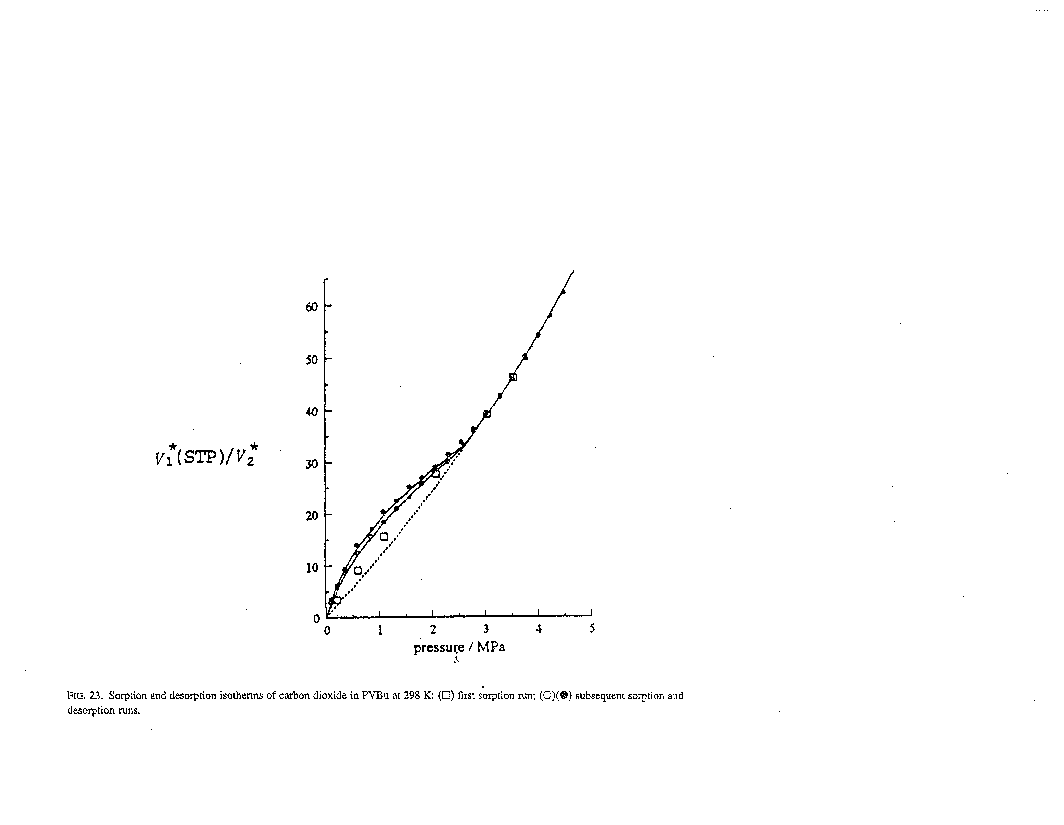 60
50
40
30
20
10
0
V1*(STP)/V2*
0 1 2 3 4 5
pressure / MPa
FIG. 23. Sorption and desorption isotherms of carbon dioxide in PVBu at 298 K: (□) first sorption run; (○)(●) subsequent sorption and
desorption runs.